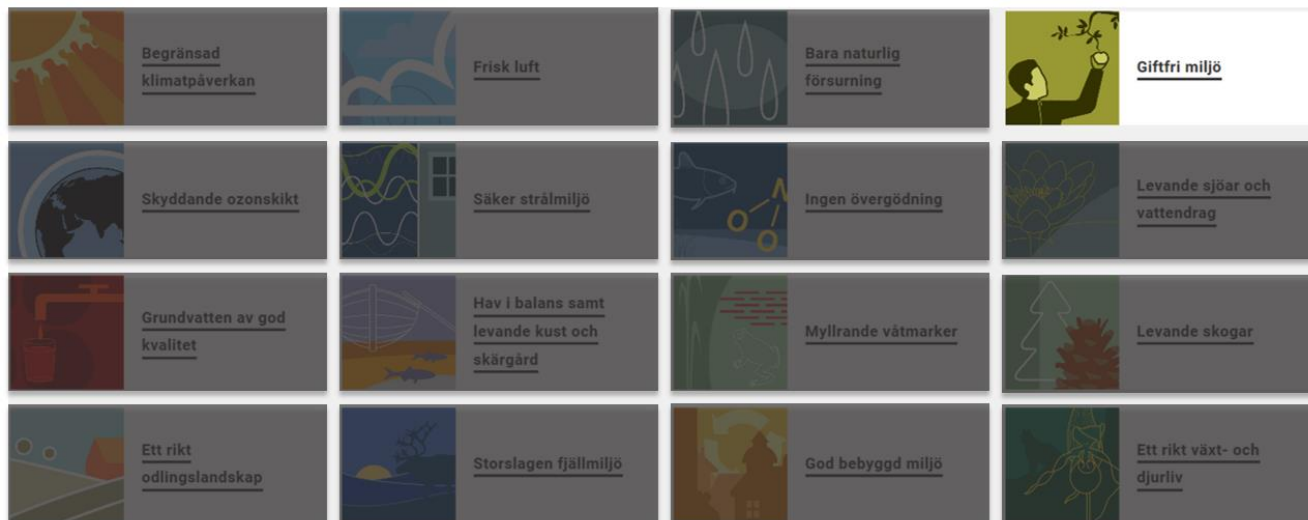 Begränsad
klimatpåverkan
Frisk luft
Bara naturlig
försurning
Giftfri miljö
Skyddande ozonskikt
Säker strålmiljö
Ingen övergödning
Levande sjöar och
vattendrag
Grundvatten av god
kvalitet
Hav i balans samt
levande kust och
skärgård
Myllrande våtmarker
Levande skogar
Ett rikt
odlingslandskap
Storslagen fjällmiljö
God bebyggd miljö
Ett rikt växt- och
djurliv